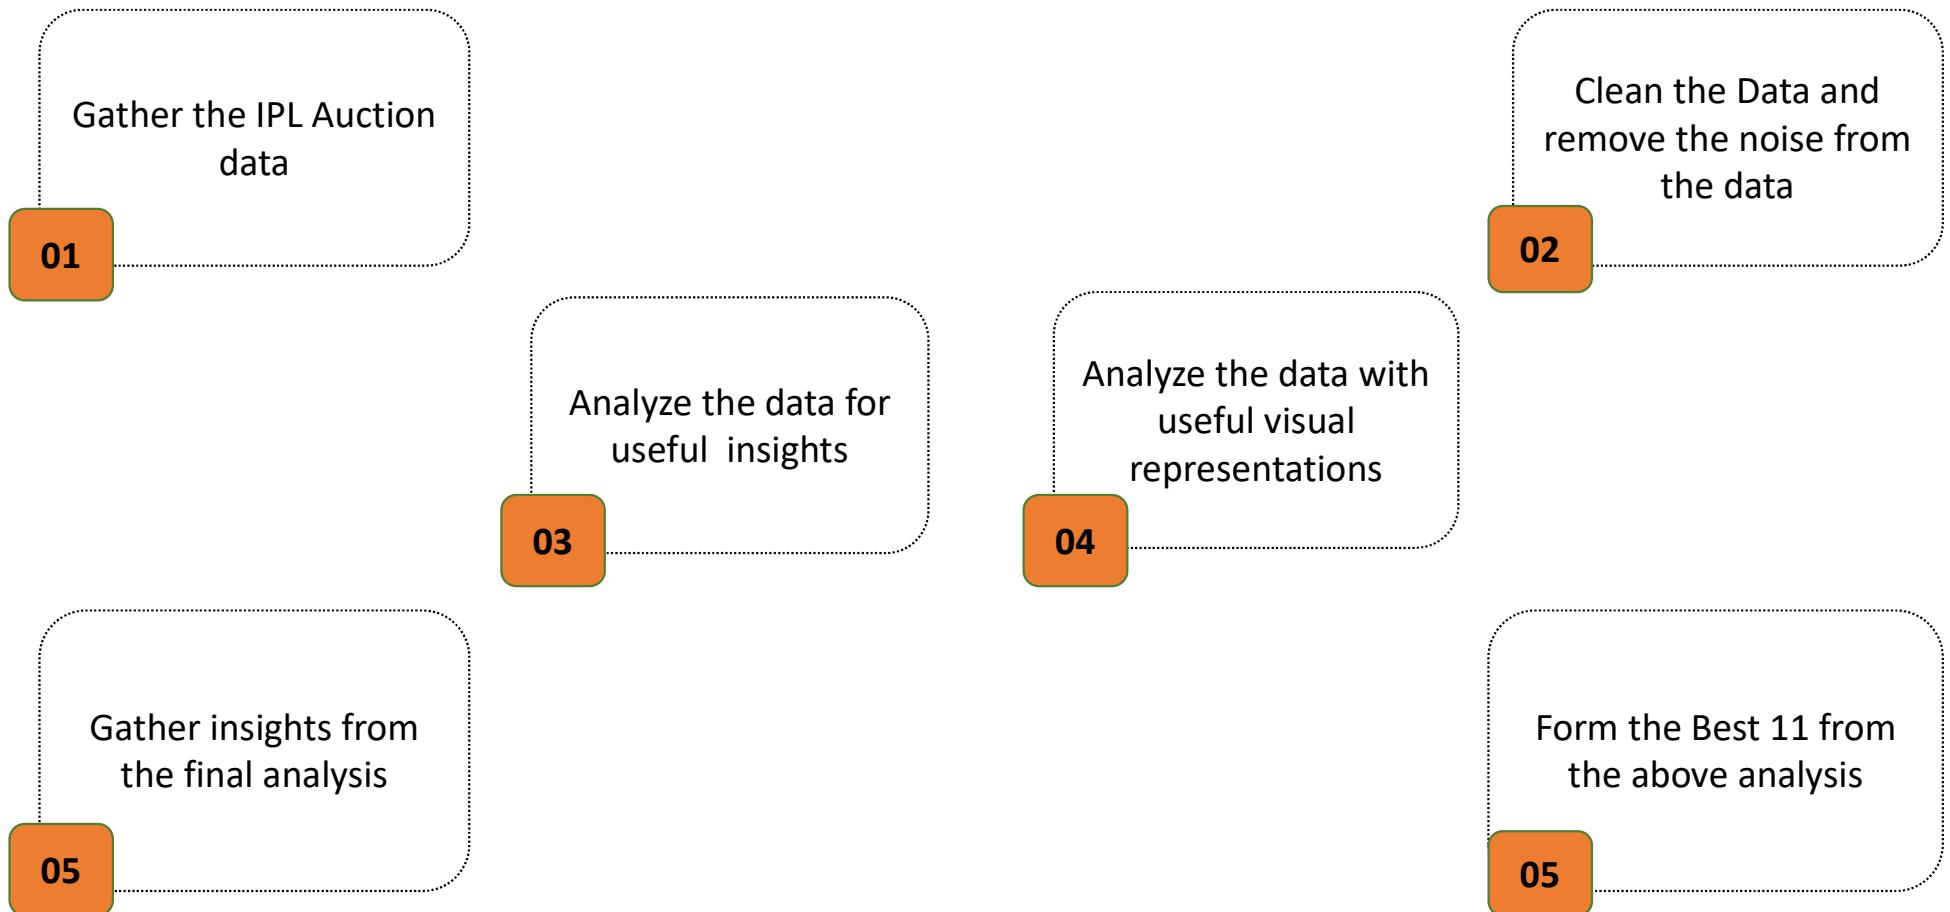 Gather the IPL Auction
data
01
Clean the Data and
remove the noise from
the data
02
Analyze the data for
useful  insights
03
Analyze the data with
useful visual
representations
04
Gather insights from
the final analysis
05
Form the Best 11 from
the above analysis
05